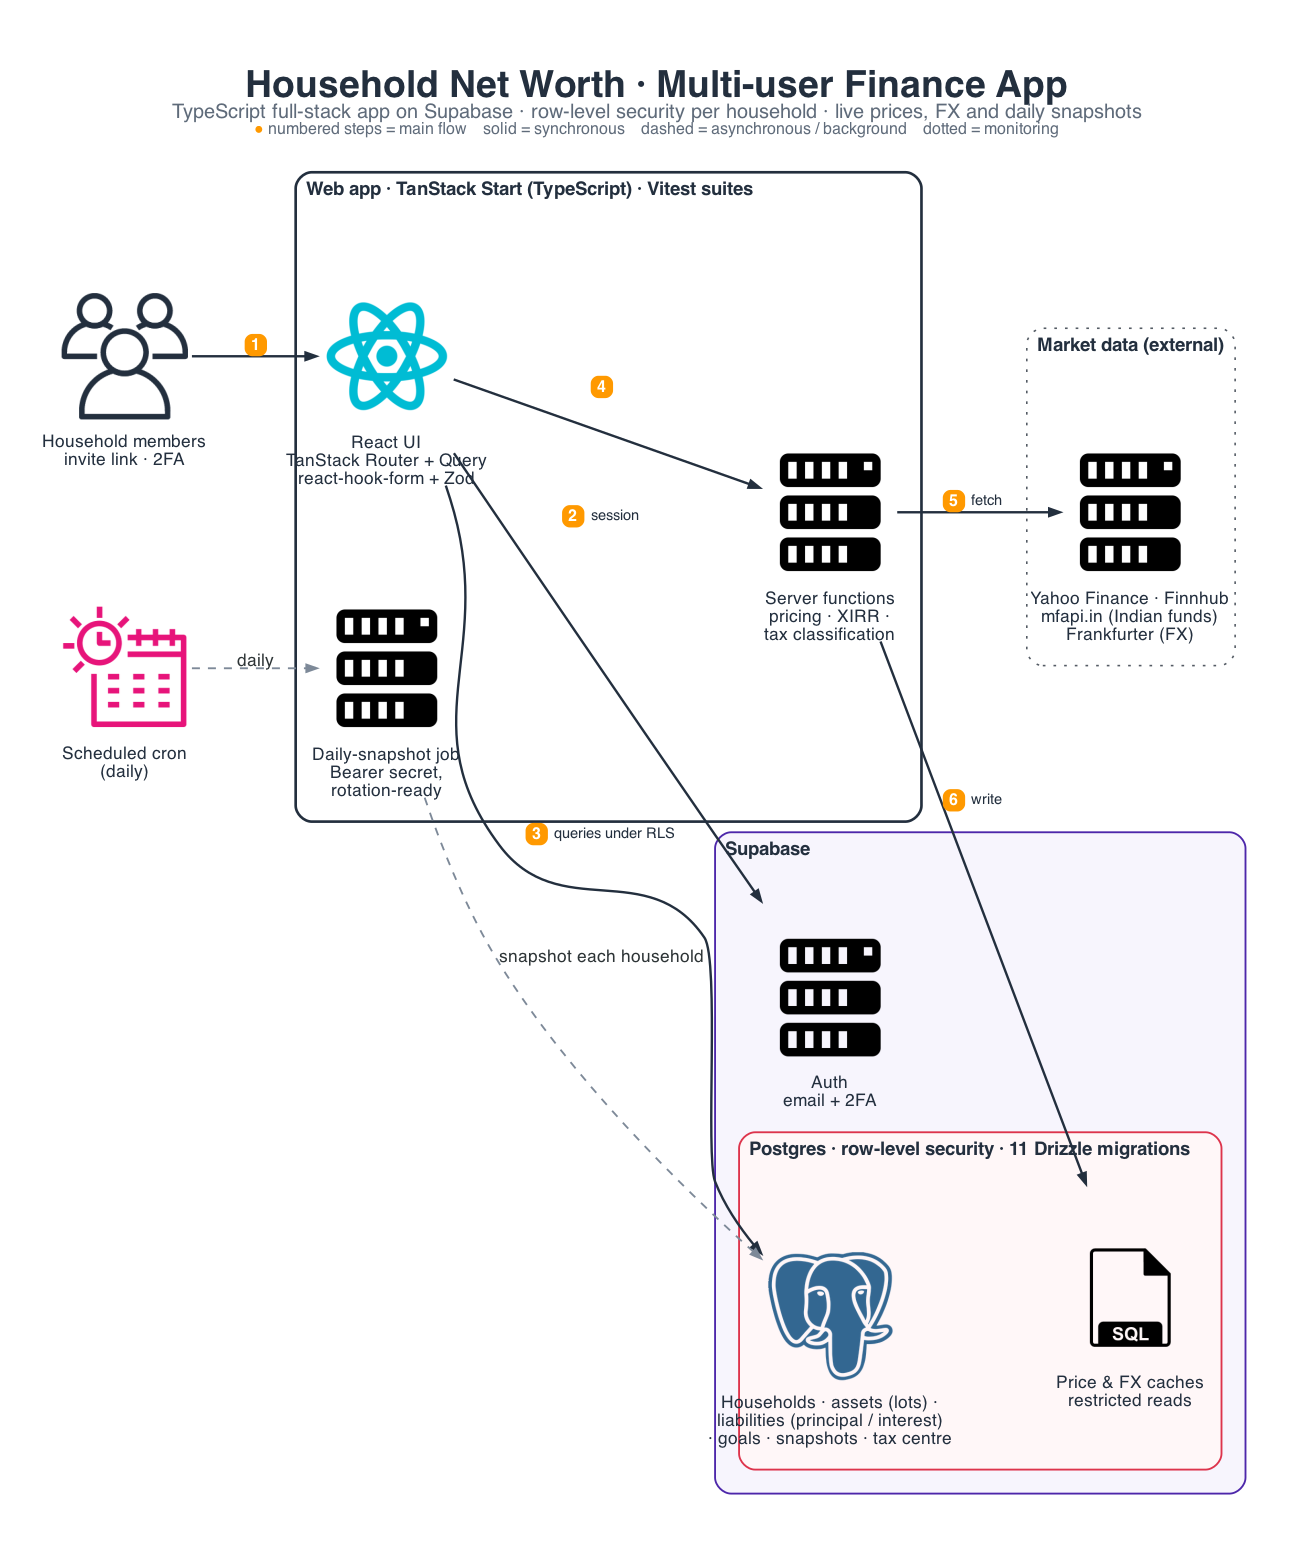 Household Net Worth · Multi-user Finance App
TypeScript full-stack app on Supabase · row-level security per household · live prices, FX and daily snapshots
● numbered steps = main flow solid = synchronous dashed = asynchronous / background dotted = monitoring
Web app · TanStack Start (TypeScript) · Vitest suites
1
Household members
invite link · 2FA
React UI
TanStack Router + Query
react-hook-form + Zod
4
2 session
Server functions
pricing · XIRR ·
tax classification
5 fetch
Market data (external)
Yahoo Finance · Finnhub
mfapi.in (Indian funds)
Frankfurter (FX)
daily
Scheduled cron
(daily)
Daily-snapshot job
Bearer secret,
rotation-ready
3 queries under RLS
6 write
snapshot each household
Supabase
Auth
email + 2FA
Postgres · row-level security · 11 Drizzle migrations
Households · assets (lots) ·
liabilities (principal / interest)
· goals · snapshots · tax centre
SQL
Price & FX caches
restricted reads